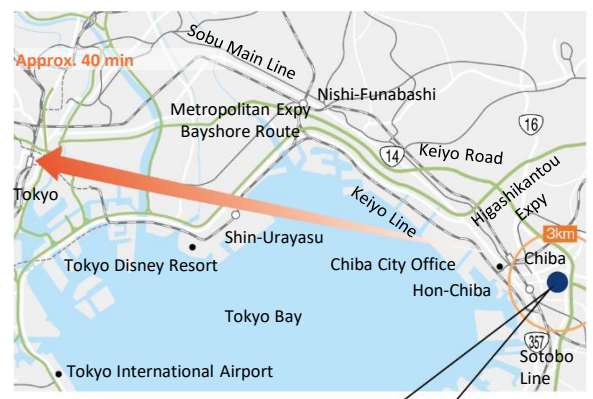 Sobu Main Line
Approx. 40 min
Nishi-Funabashi
Metropolitan Expy
Bayshore Route
16
14
Keiyo Road
Higashikantou
Expy
Tokyo
Keiyo Line
3km
Shin-Urayasu
Chiba
Tokyo Disney Resort
Chiba City Office
Hon-Chiba
Tokyo Bay
357
Sotobo
Line
Tokyo International Airport